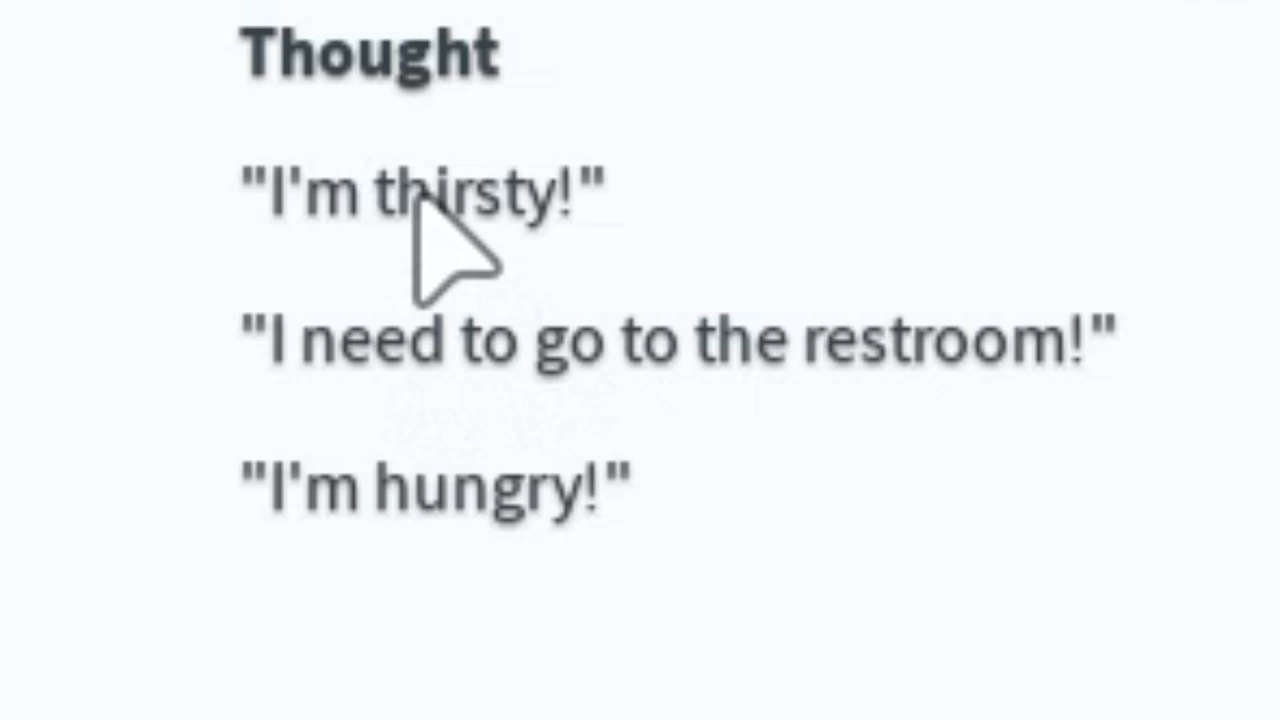 Thought
"I'm thirsty!"
"I need to go to the restroom!"
"I'm hungry!"